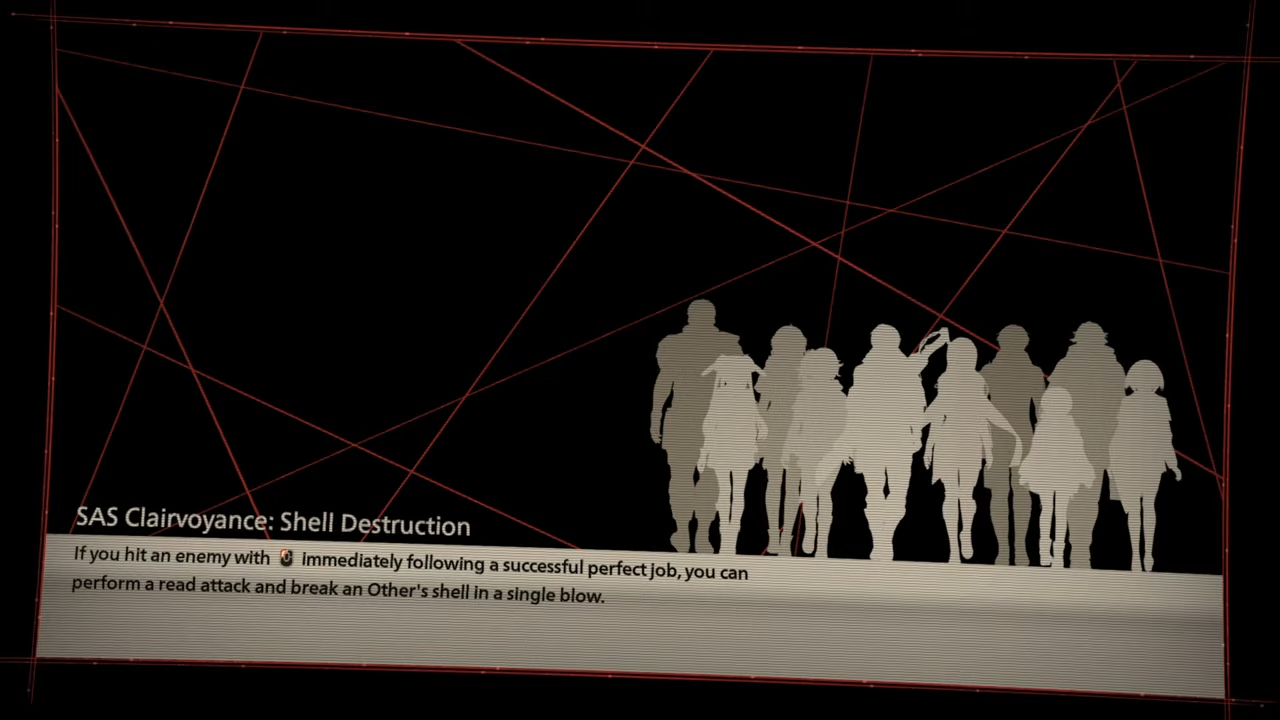 SAS Clairvoyance: Shell Destruction
If you hit an enemy with immediately following a successful perfect job, you can
perform a read attack and break an Other's shell in a single blow.